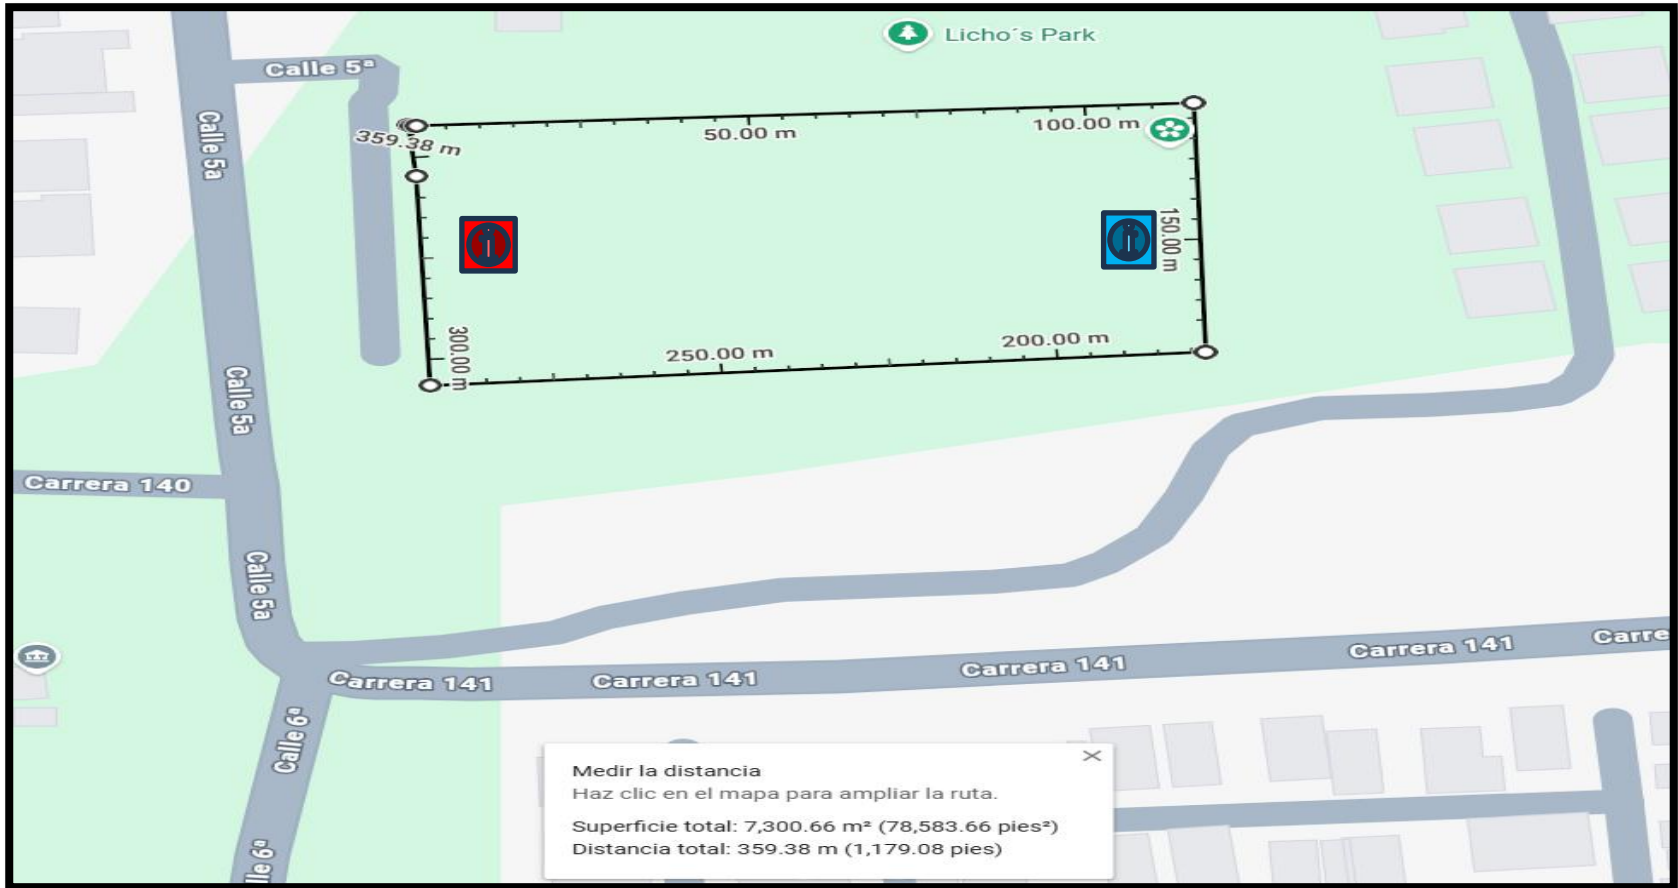 Licho´s Park
Calle 5ª
Calle 5a
359.38 m
50.00 m
100.00 m
150.00 m
200.00 m
250.00 m
300.00 m
Calle 5a
Carrera 140
Calle 5a
Carrera 141
Carrera 141
Carrera 141
Carrera 141
Carre
Calle 6ª
lle 6ª
Medir la distancia
Haz clic en el mapa para ampliar la ruta.
Superficie total: 7,300.66 m² (78,583.66 pies²)
Distancia total: 359.38 m (1,179.08 pies)